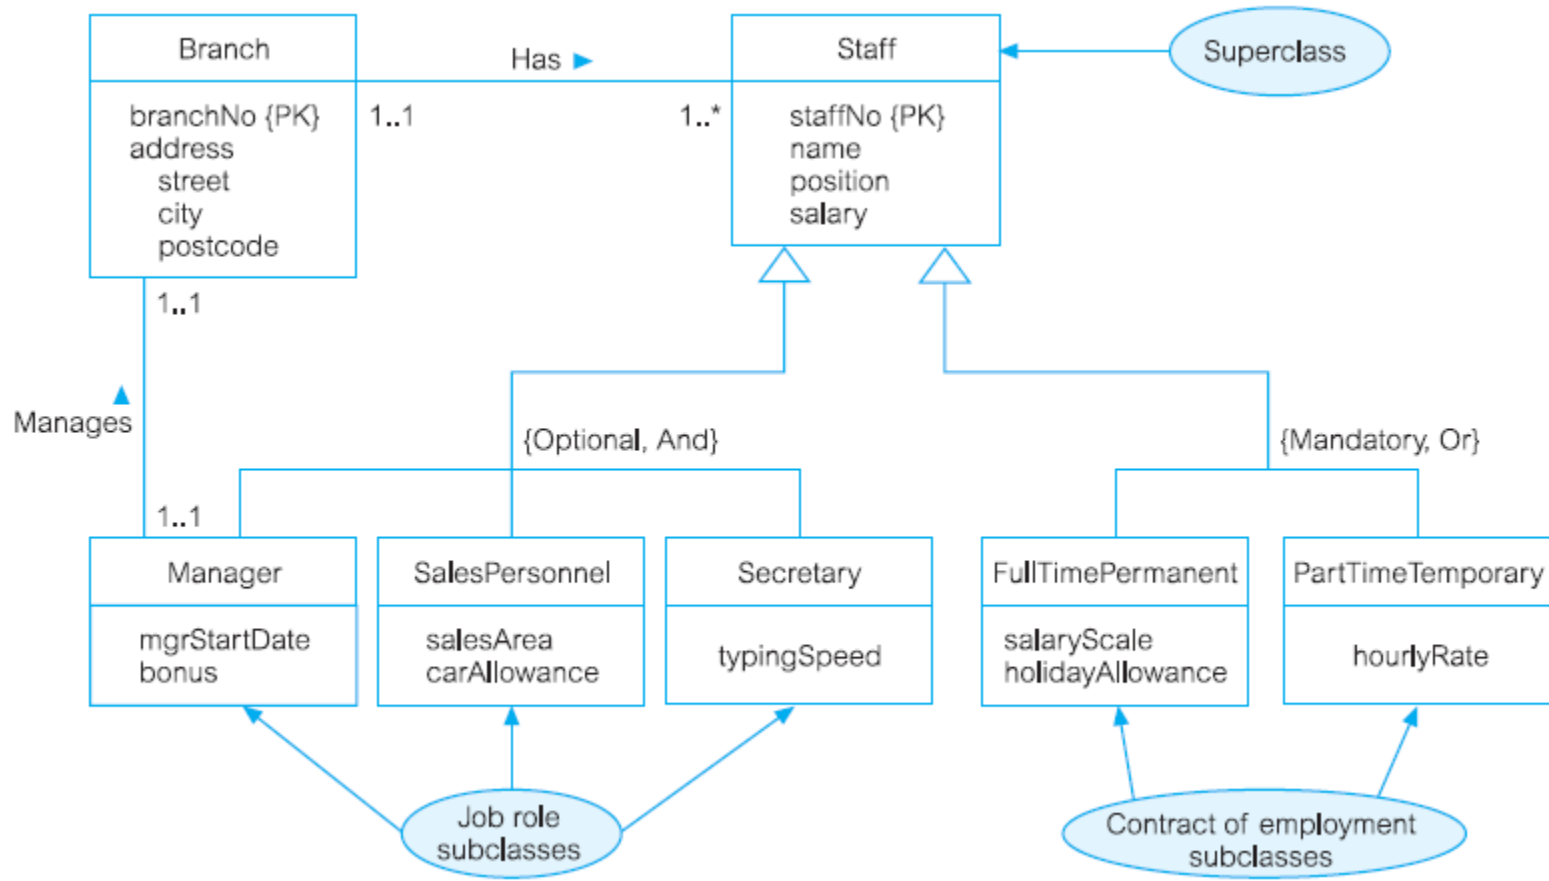 Branch
Has ►
Staff
Superclass
branchNo {PK}
address
street
city
postcode
1..1
1..*
staffNo {PK}
name
position
salary
1..1
▲
Manages
{Optional, And}
{Mandatory, Or}
1..1
Manager
mgrStartDate
bonus
SalesPersonnel
salesArea
carAllowance
Secretary
typingSpeed
FullTimePermanent
salaryScale
holidayAllowance
PartTimeTemporary
hourlyRate
Job role
subclasses
Contract of employment
subclasses